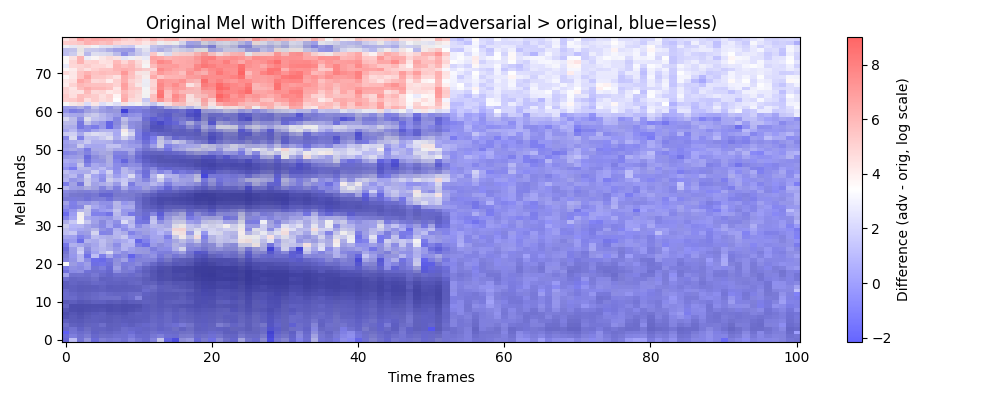 Original Mel with Differences (red=adversarial > original, blue=less)
Mel bands
70
60
50
40
30
20
10
0
0 20 40 60 80 100
Time frames
8
6
4
2
0
−2
Difference (adv - orig, log scale)